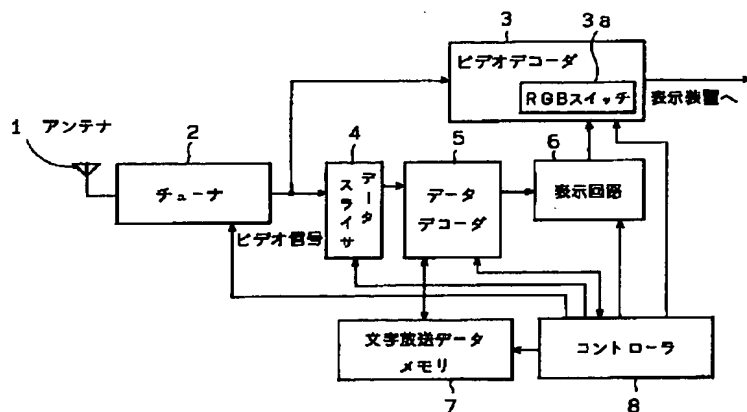 3
3a
ビデオデコーダ
RGBスイッチ
表示装置へ
1
アンテナ
2
チューナ
ビデオ信号
4
データ
スライサ
5
データ
デコーダ
6
表示回路
文字放送データ
メモリ
7
コントローラ
8